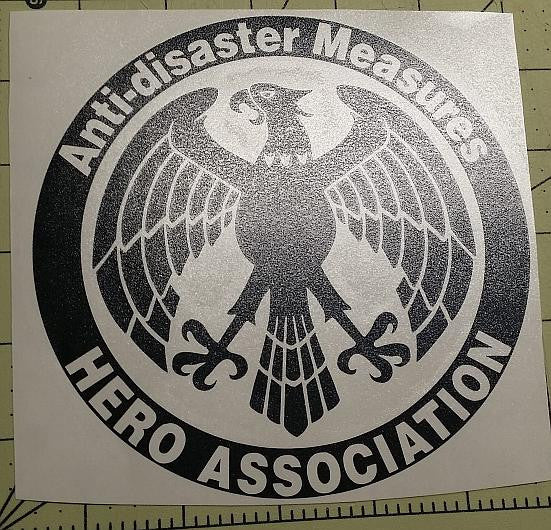 Anti-disaster Measures
HERO ASSOCIATION